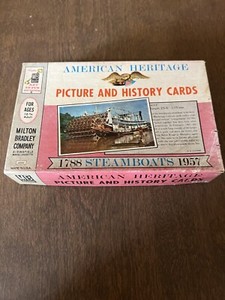 AMERICAN HERITAGE
PICTURE AND HISTORY CARDS
FOR
AGES
MILTON
BRADLEY
COMPANY
1788 STEAMBOATS 1957
AMERICAN HERITAGE
PICTURE AND HISTORY CARDS